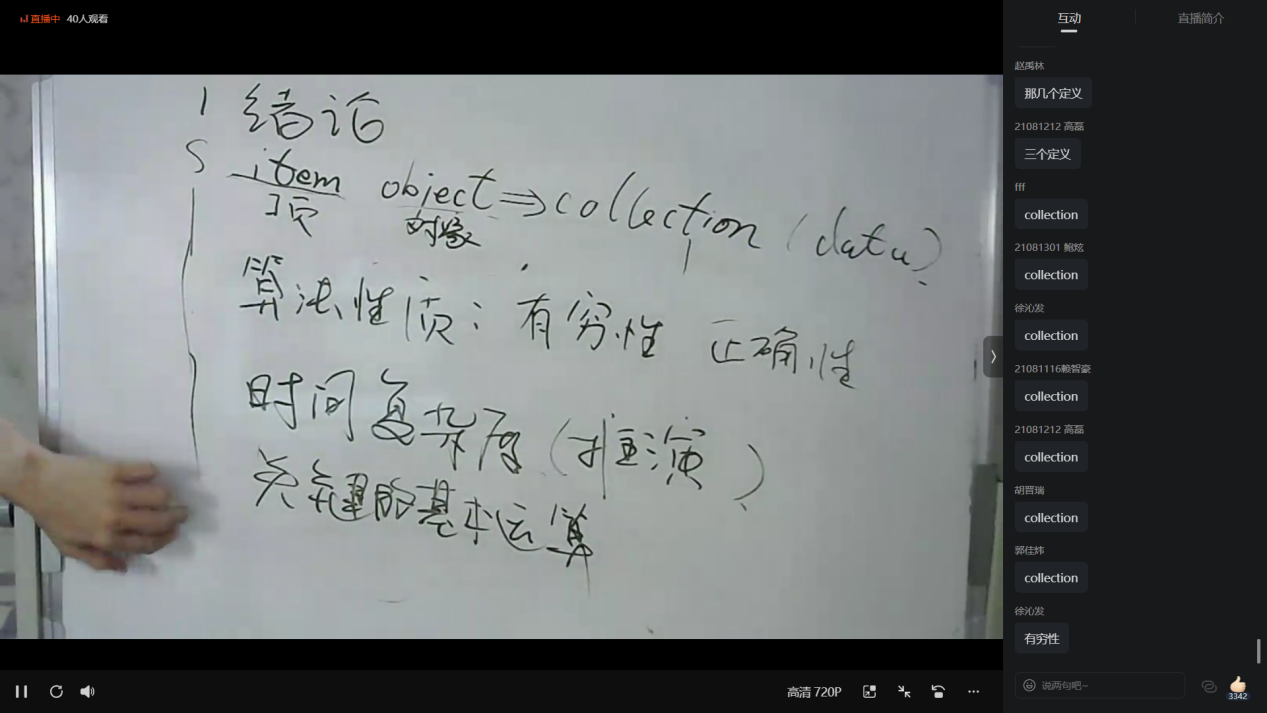 直播中 40人观看
1 绪论
item object⇒collection (data)
项 对象
算法性质：有穷性 正确性
时间复杂度(推演)
关键的基本运算
高清 720P
互动 直播简介
赵禹林
那几个定义
21081212 高磊
三个定义
fff
collection
21081301 鲍炫
collection
徐沁发
collection
21081116赖智豪
collection
21081212 高磊
collection
胡晋瑞
collection
郭佳炜
collection
徐沁发
有穷性
说两句吧~
3342